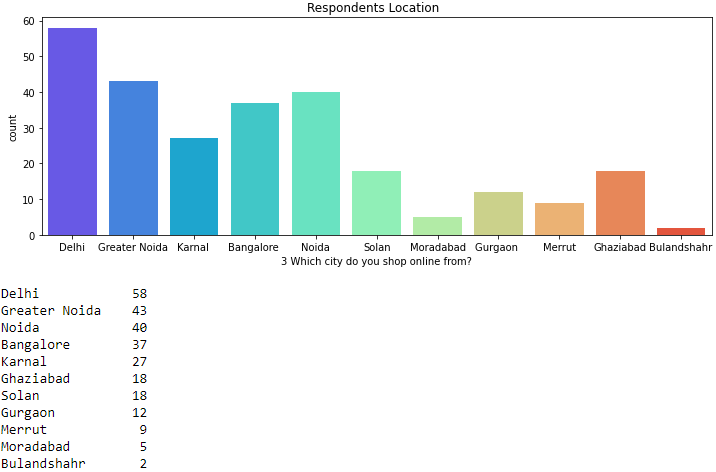 Respondents Location
60
50
40
30
20
10
0
count
Delhi Greater Noida Karnal Bangalore Noida Solan Moradabad Gurgaon Merrut Ghaziabad Bulandshahr
3 Which city do you shop online from?
Delhi 58
Greater Noida 43
Noida 40
Bangalore 37
Karnal 27
Ghaziabad 18
Solan 18
Gurgaon 12
Merrut 9
Moradabad 5
Bulandshahr 2